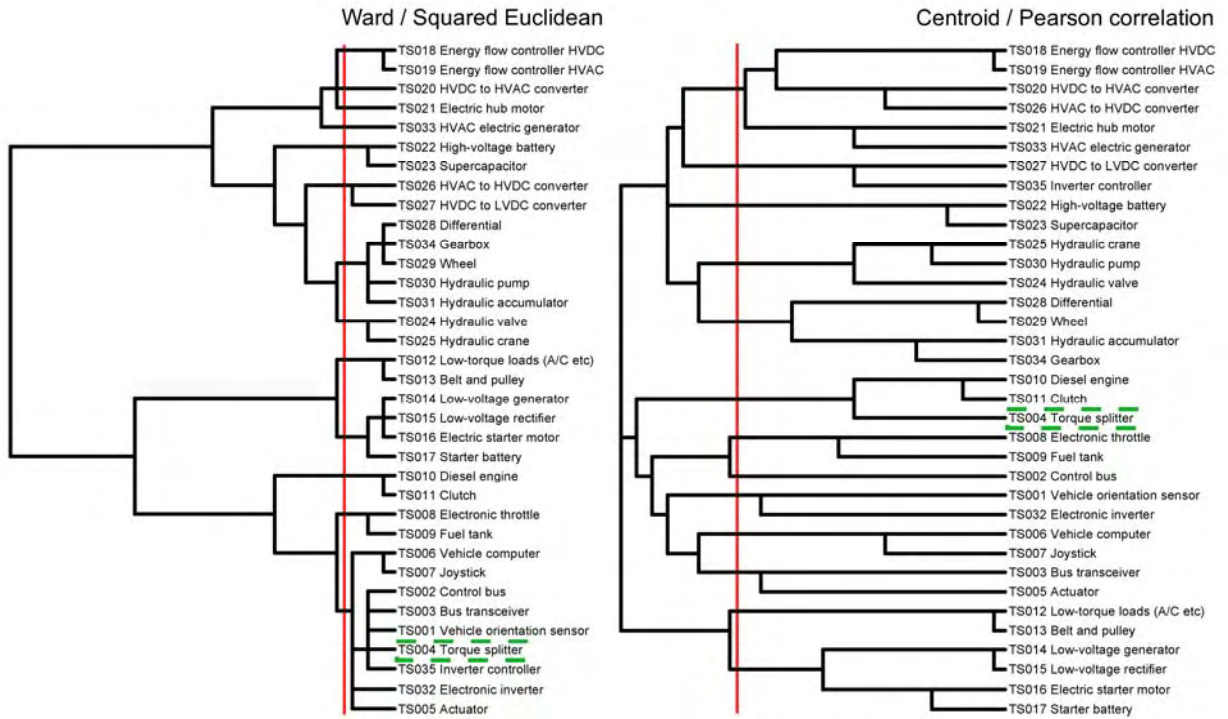 Ward / Squared Euclidean
TS018 Energy flow controller HVDC
TS019 Energy flow controller HVAC
TS020 HVDC to HVAC converter
TS021 Electric hub motor
TS033 HVAC electric generator
TS022 High-voltage battery
TS023 Supercapacitor
TS026 HVAC to HVDC converter
TS027 HVDC to LVDC converter
TS028 Differential
TS034 Gearbox
TS029 Wheel
TS030 Hydraulic pump
TS031 Hydraulic accumulator
TS024 Hydraulic valve
TS025 Hydraulic crane
TS012 Low-torque loads (A/C etc)
TS013 Belt and pulley
TS014 Low-voltage generator
TS015 Low-voltage rectifier
TS016 Electric starter motor
TS017 Starter battery
TS010 Diesel engine
TS011 Clutch
TS008 Electronic throttle
TS009 Fuel tank
TS006 Vehicle computer
TS007 Joystick
TS002 Control bus
TS003 Bus transceiver
TS001 Vehicle orientation sensor
TS004 Torque splitter
TS035 Inverter controller
TS032 Electronic inverter
TS005 Actuator
Centroid / Pearson correlation
TS018 Energy flow controller HVDC
TS019 Energy flow controller HVAC
TS020 HVDC to HVAC converter
TS026 HVAC to HVDC converter
TS021 Electric hub motor
TS033 HVAC electric generator
TS027 HVDC to LVDC converter
TS035 Inverter controller
TS022 High-voltage battery
TS023 Supercapacitor
TS025 Hydraulic crane
TS030 Hydraulic pump
TS024 Hydraulic valve
TS028 Differential
TS029 Wheel
TS031 Hydraulic accumulator
TS034 Gearbox
TS010 Diesel engine
TS011 Clutch
TS004 Torque splitter
TS008 Electronic throttle
TS009 Fuel tank
TS002 Control bus
TS001 Vehicle orientation sensor
TS032 Electronic inverter
TS006 Vehicle computer
TS007 Joystick
TS003 Bus transceiver
TS005 Actuator
TS012 Low-torque loads (A/C etc)
TS013 Belt and pulley
TS014 Low-voltage generator
TS015 Low-voltage rectifier
TS016 Electric starter motor
TS017 Starter battery